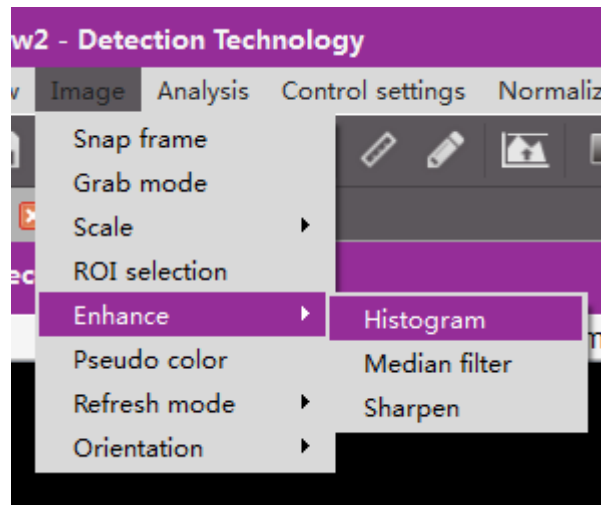 w2 - Detection Technology
Image Analysis Control settings Normaliz
Snap frame
Grab mode
Scale
ROI selection
Enhance
Pseudo color
Refresh mode
Orientation
Histogram
Median filter
Sharpen